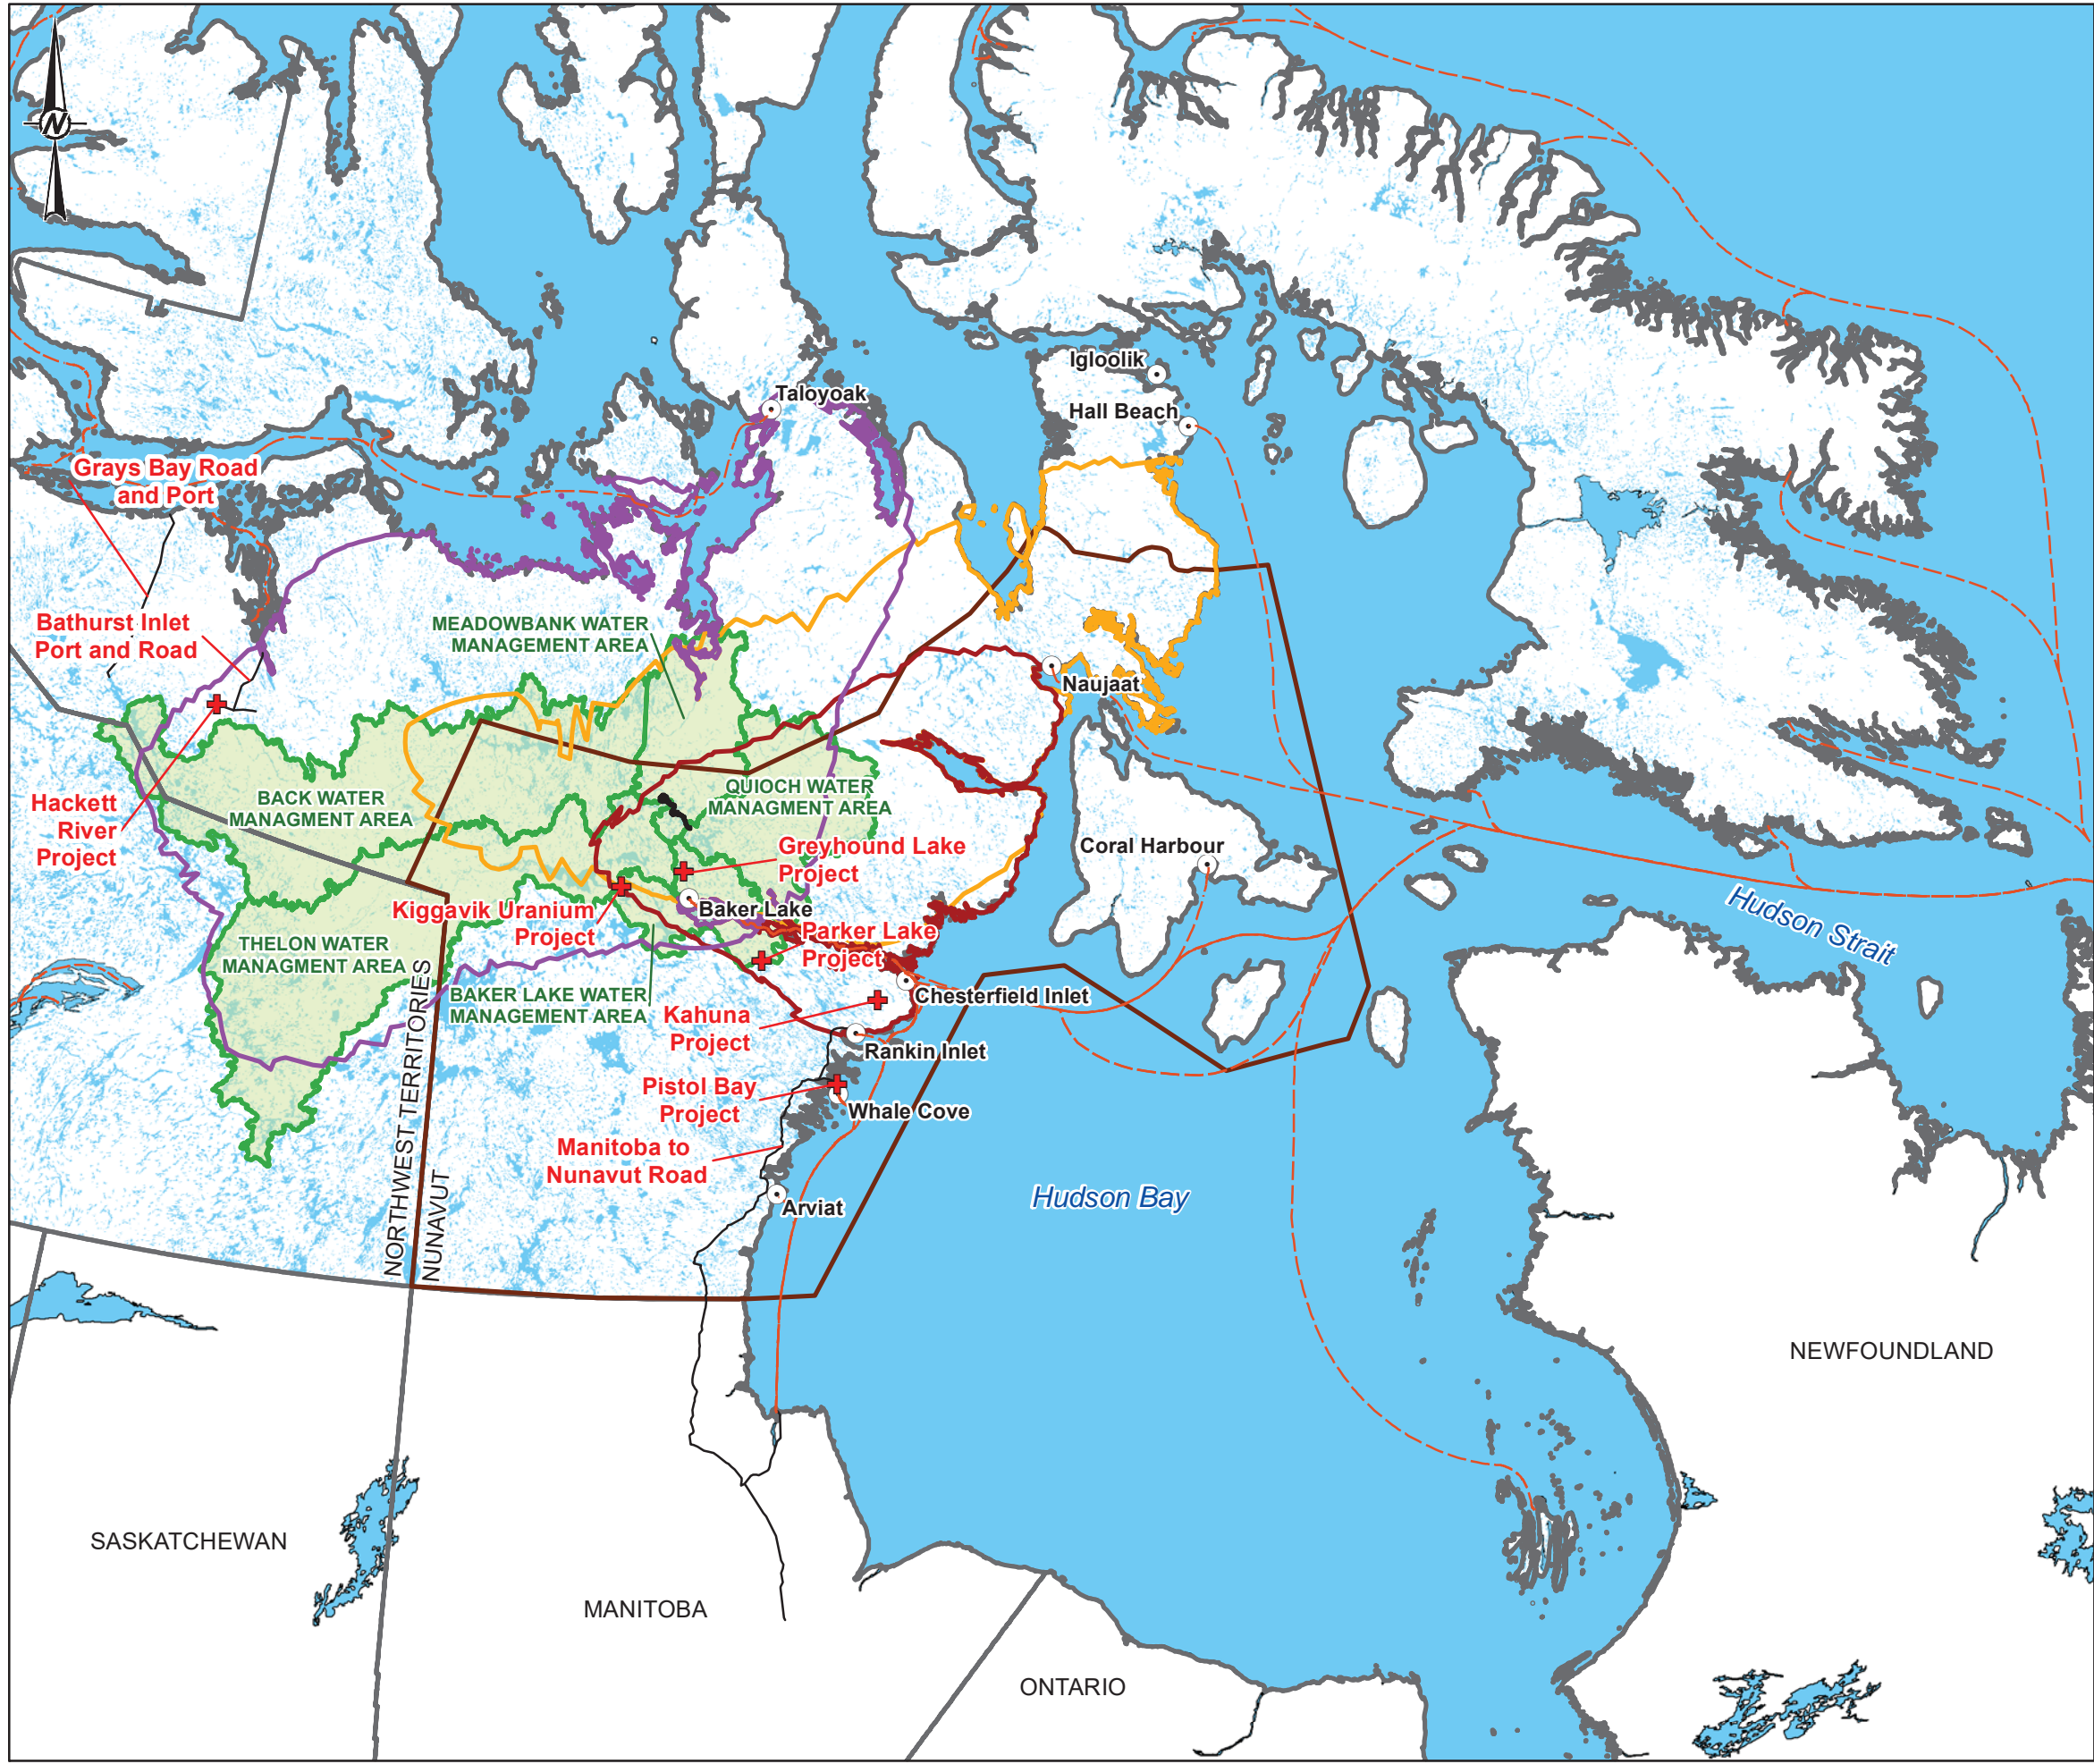 N
Igloolik
Taloyoak
Hall Beach
Grays Bay Road
and Port
Bathurst Inlet
Port and Road
MEADOWBANK WATER
MANAGEMENT AREA
Naujaat
Hackett
River
Project
BACK WATER
MANAGMENT AREA
QUIOCH WATER
MANAGMENT AREA
Greyhound Lake
Project
Coral Harbour
Kiggavik Uranium
Project
Baker Lake
Parker Lake
Project
Hudson Strait
THELON WATER
MANAGMENT AREA
BAKER LAKE WATER
MANAGEMENT AREA
Chesterfield Inlet
Kahuna
Project
Rankin Inlet
Pistol Bay
Project
Whale Cove
Manitoba to
Nunavut Road
NORTHWEST TERRITORIES
NUNAVUT
Arviat
Hudson Bay
NEWFOUNDLAND
SASKATCHEWAN
MANITOBA
ONTARIO